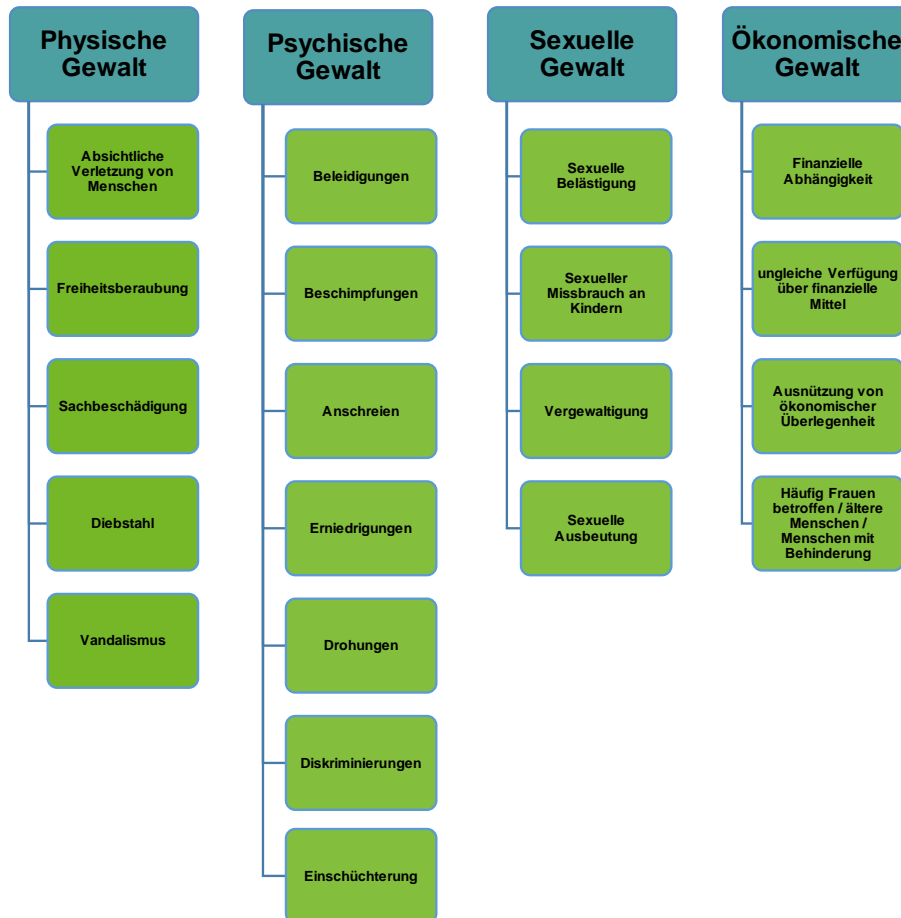 Physische
Gewalt
Absichtliche
Verletzung von
Menschen
Freiheitsberaubung
Sachbeschädigung
Diebstahl
Vandalismus
Psychische
Gewalt
Beleidigungen
Beschimpfungen
Anschreien
Erniedrigungen
Drohungen
Diskriminierungen
Einschüchterung
Sexuelle
Gewalt
Sexuelle
Belästigung
Sexueller
Missbrauch an
Kindern
Vergewaltigung
Sexuelle
Ausbeutung
Ökonomische
Gewalt
Finanzielle
Abhängigkeit
ungleiche Verfügung
über finanzielle
Mittel
Ausnützung von
ökonomischer
Überlegenheit
Häufig Frauen
betroffen / ältere
Menschen /
Menschen mit
Behinderung